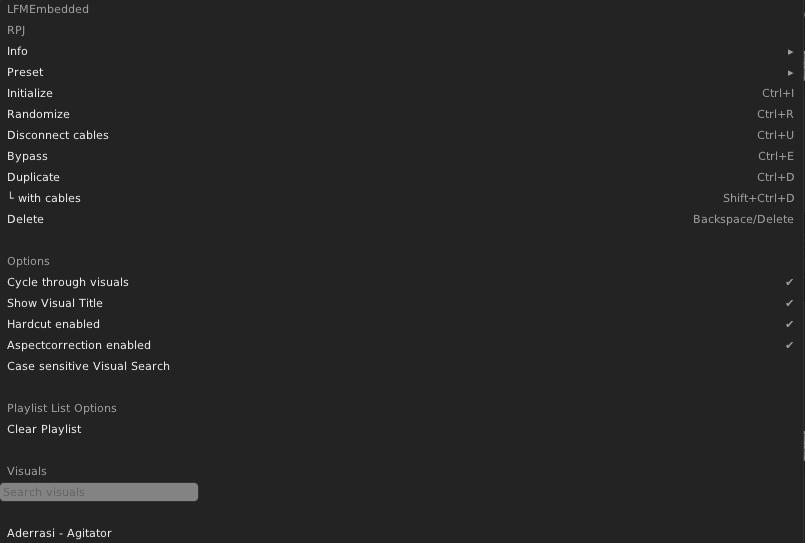 LFMEmbedded
RPJ
Info ▸
Preset ▸
Initialize Ctrl+I
Randomize Ctrl+R
Disconnect cables Ctrl+U
Bypass Ctrl+E
Duplicate Ctrl+D
└ with cables Shift+Ctrl+D
Delete Backspace/Delete
Options
Cycle through visuals ✔
Show Visual Title ✔
Hardcut enabled ✔
Aspectcorrection enabled ✔
Case sensitive Visual Search
Playlist List Options
Clear Playlist
Visuals
Search visuals
Aderrasi - Agitator